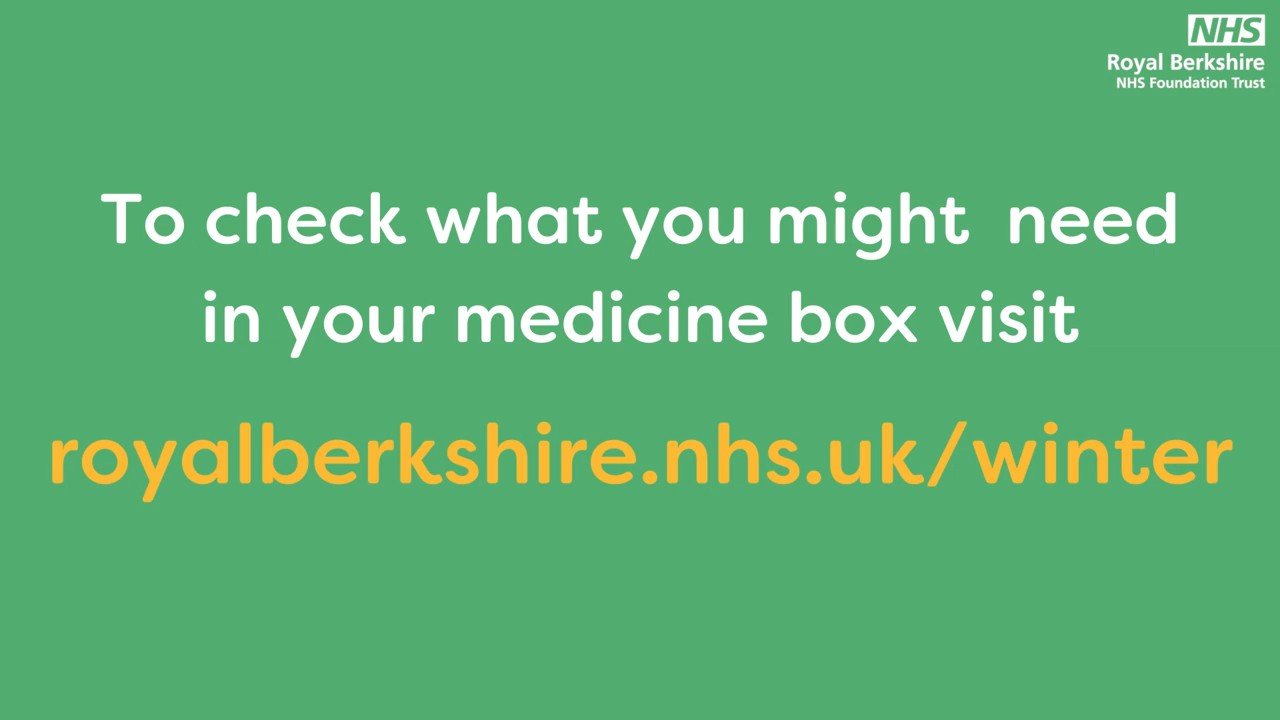 NHS
Royal Berkshire
NHS Foundation Trust
To check what you might  need
in your medicine box visit
royalberkshire.nhs.uk/winter